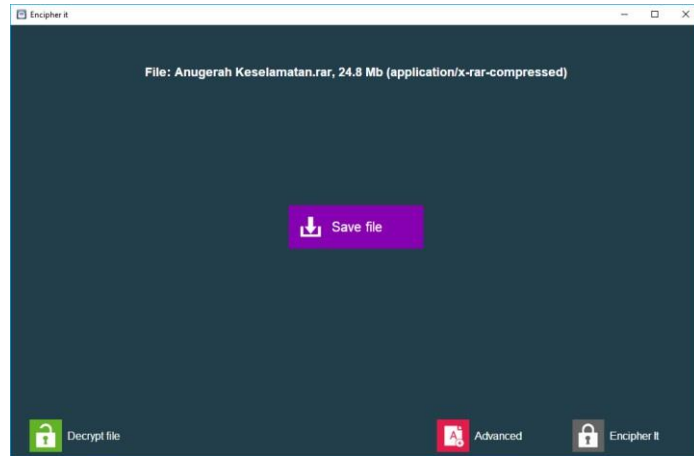 Encipher it
File: Anugerah Keselamatan.rar, 24.8 Mb (application/x-rar-compressed)
Save file
Decrypt file
Advanced
Encipher It